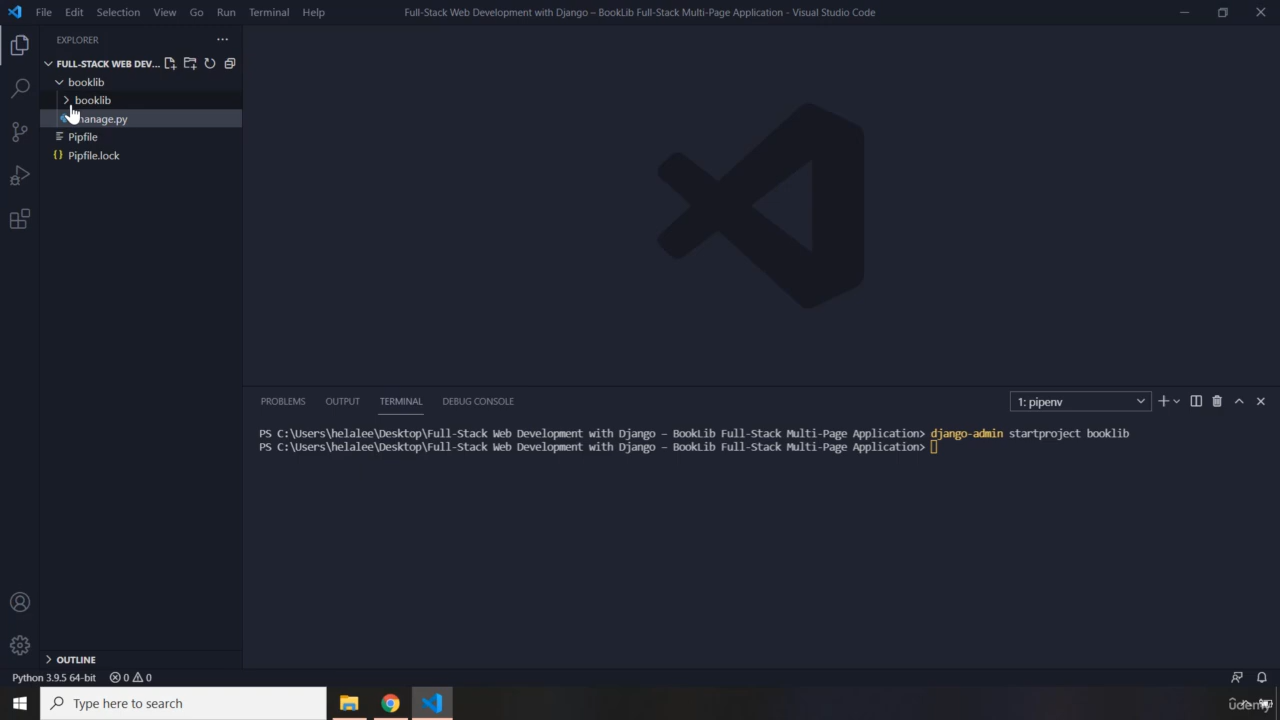 File Edit Selection View Go Run Terminal Help
Full-Stack Web Development with Django – BookLib Full-Stack Multi-Page Application - Visual Studio Code
EXPLORER
FULL-STACK WEB DEV...
booklib
booklib
manage.py
Pipfile
{} Pipfile.lock
PROBLEMS OUTPUT TERMINAL DEBUG CONSOLE
1: pipenv
PS C:\Users\helalee\Desktop\Full-Stack Web Development with Django – BookLib Full-Stack Multi-Page Application> django-admin startproject booklib
PS C:\Users\helalee\Desktop\Full-Stack Web Development with Django – BookLib Full-Stack Multi-Page Application>
OUTLINE
Python 3.9.5 64-bit 0 0
Type here to search
udemy